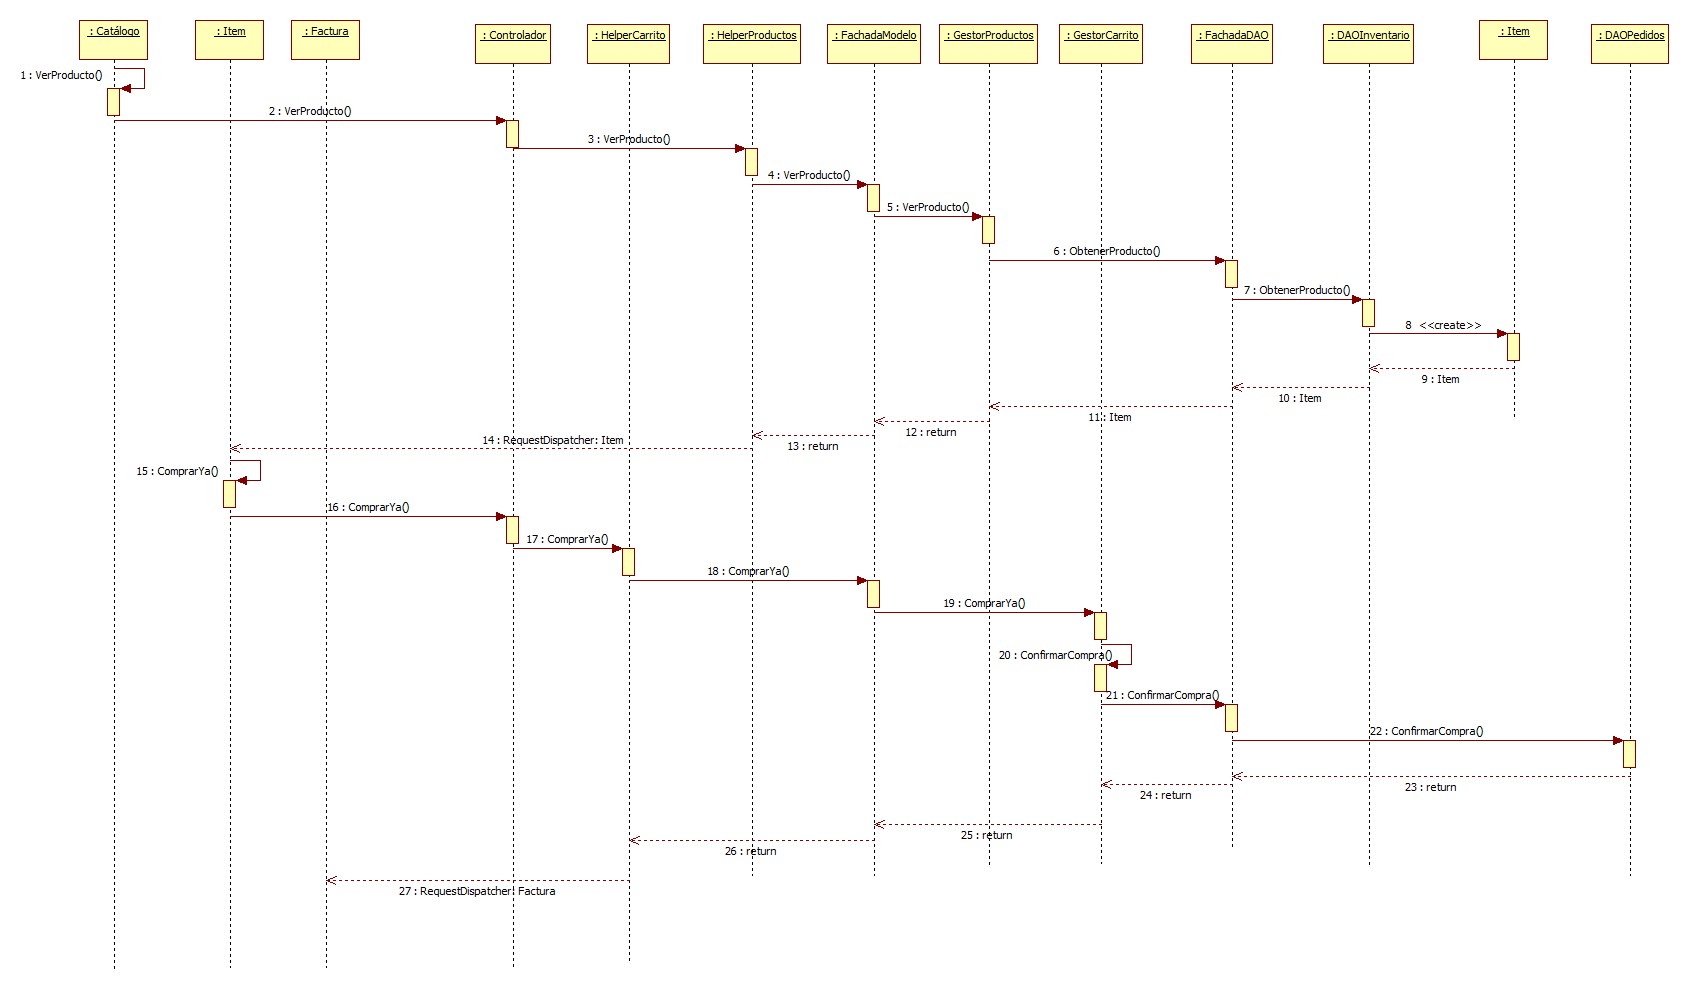 : Catálogo
: Item
: Factura
: Controlador
: HelperCarrito
: HelperProductos
: FachadaModelo
: GestorProductos
: GestorCarrito
: FachadaDAO
: DAOInventario
: Item
: DAOPedidos
1 : VerProducto()
2 : VerProducto()
3 : VerProducto()
4 : VerProducto()
5 : VerProducto()
6 : ObtenerProducto()
7 : ObtenerProducto()
8 <<create>>
9 : Item
10 : Item
11 : Item
12 : return
13 : return
14 : RequestDispatcher: Item
15 : ComprarYa()
16 : ComprarYa()
17 : ComprarYa()
18 : ComprarYa()
19 : ComprarYa()
20 : ConfirmarCompra()
21 : ConfirmarCompra()
22 : ConfirmarCompra()
23 : return
24 : return
25 : return
26 : return
27 : RequestDispatcher: Factura